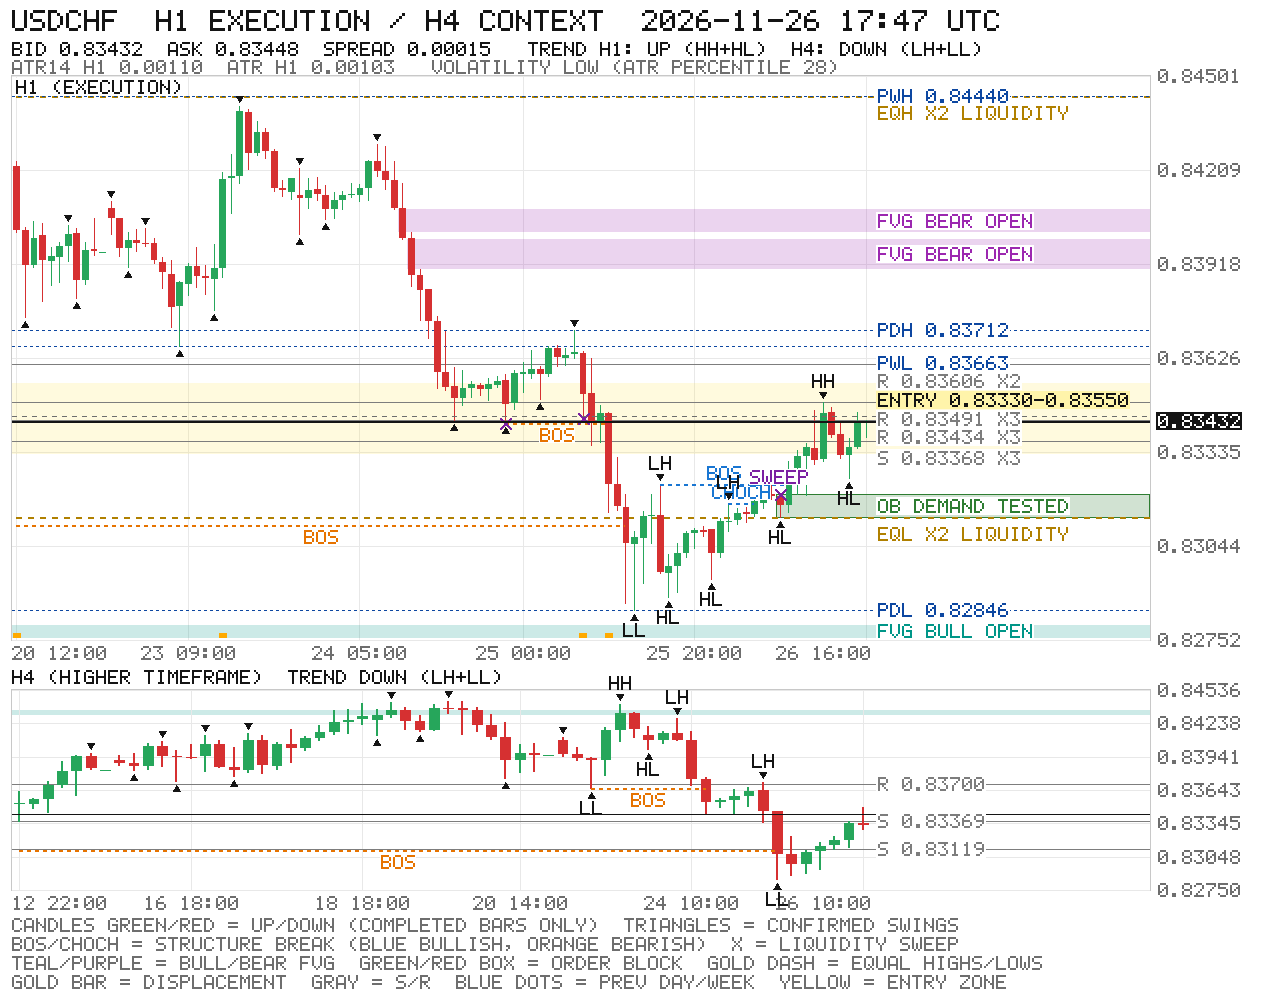 USDCHF  H1 EXECUTION / H4 CONTEXT  2026-11-26 17:47 UTC
BID 0.83432  ASK 0.83448  SPREAD 0.00015  TREND H1: UP (HH+HL)  H4: DOWN (LH+LL)
ATR14 H1 0.00110  ATR H1 0.00103  VOLATILITY LOW (ATR PERCENTILE 28)
0.84501
H1 (EXECUTION)
PWH 0.84440
EQH X2 LIQUIDITY
0.84209
FVG BEAR OPEN
FVG BEAR OPEN
0.83918
PDH 0.83712
0.83626
PWL 0.83663
R 0.83606 X2
HH
ENTRY 0.83330-0.83550
R 0.83491 X3
0.83432
BOS
R 0.83434 X3
0.83335
S 0.83368 X3
LH
BOS
SWEEP
LH
CHOCH
HL
OB DEMAND TESTED
BOS
HL
EQL X2 LIQUIDITY
0.83044
HL
PDL 0.82846
HL
LL
FVG BULL OPEN
0.82752
20 12:00
23 09:00
24 05:00
25 00:00
25 20:00
26 16:00
H4 (HIGHER TIMEFRAME)  TREND DOWN (LH+LL)
HH
0.84536
LH
0.84238
0.83941
LH
HL
R 0.83700
0.83643
BOS
LL
S 0.83369
0.83345
S 0.83119
0.83048
BOS
0.82750
LL
12 22:00
16 18:00
18 18:00
20 14:00
24 10:00
26 10:00
CANDLES GREEN/RED = UP/DOWN (COMPLETED BARS ONLY)  TRIANGLES = CONFIRMED SWINGS
BOS/CHOCH = STRUCTURE BREAK (BLUE BULLISH, ORANGE BEARISH)  X = LIQUIDITY SWEEP
TEAL/PURPLE = BULL/BEAR FVG  GREEN/RED BOX = ORDER BLOCK  GOLD DASH = EQUAL HIGHS/LOWS
GOLD BAR = DISPLACEMENT  GRAY = S/R  BLUE DOTS = PREV DAY/WEEK  YELLOW = ENTRY ZONE